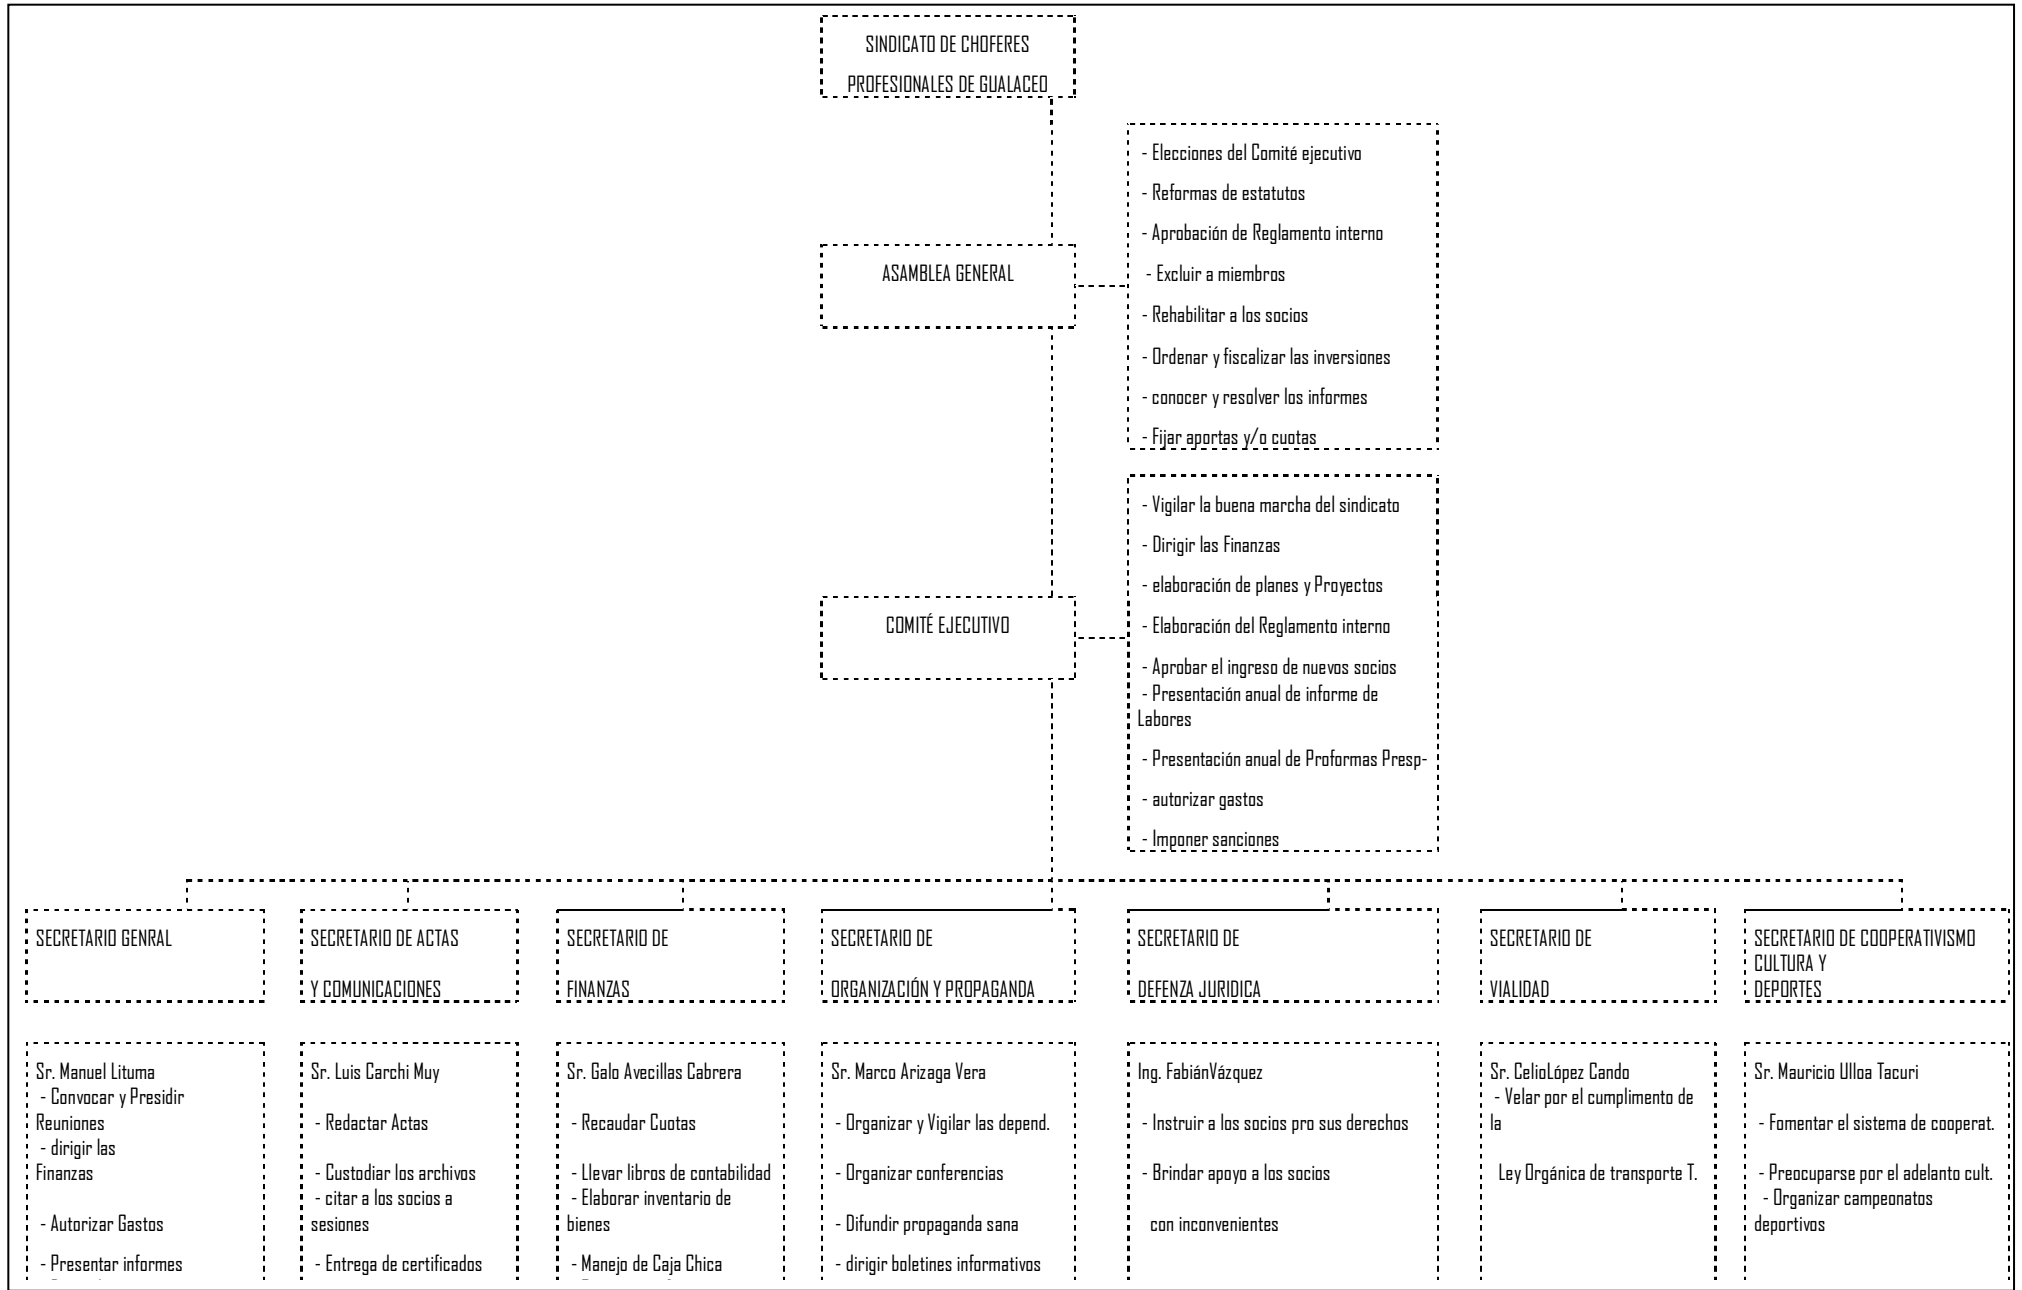 SINDICATO DE CHOFERES
PROFESIONALES DE GUALACEO
- Elecciones del Comité ejecutivo
- Reformas de estatutos
- Aprobación de Reglamento interno
- Excluir a miembros
- Rehabilitar a los socios
- Ordenar y fiscalizar las inversiones
- conocer y resolver los informes
- Fijar aportas y/o cuotas
ASAMBLEA GENERAL
- Vigilar la buena marcha del sindicato
- Dirigir las Finanzas
- elaboración de planes y Proyectos
- Elaboración del Reglamento interno
- Aprobar el ingreso de nuevos socios
- Presentación anual de informe de
Labores
- Presentación anual de Proformas Presp-
- autorizar gastos
- Imponer sanciones
COMITÉ EJECUTIVO
SECRETARIO GENRAL
SECRETARIO DE ACTAS
Y COMUNICACIONES
SECRETARIO DE
FINANZAS
SECRETARIO DE
ORGANIZACIÓN Y PROPAGANDA
SECRETARIO DE
DEFENZA JURIDICA
SECRETARIO DE
VIALIDAD
SECRETARIO DE COOPERATIVISMO
CULTURA Y
DEPORTES
Sr. Manuel Lituma
- Convocar y Presidir
Reuniones
- dirigir las
Finanzas
- Autorizar Gastos
- Presentar informes
Sr. Luis Carchi Muy
- Redactar Actas
- Custodiar los archivos
- citar a los socios a
sesiones
- Entrega de certificados
Sr. Galo Avecillas Cabrera
- Recaudar Cuotas
- Llevar libros de contabilidad
- Elaborar inventario de
bienes
- Manejo de Caja Chica
Sr. Marco Arizaga Vera
- Organizar y Vigilar las depend.
- Organizar conferencias
- Difundir propaganda sana
- dirigir boletines informativos
Ing. FabiánVázquez
- Instruir a los socios pro sus derechos
- Brindar apoyo a los socios
con inconvenientes
Sr. CelioLópez Cando
- Velar por el cumplimento de
la
Ley Orgánica de transporte T.
Sr. Mauricio Ulloa Tacuri
- Fomentar el sistema de cooperat.
- Preocuparse por el adelanto cult.
- Organizar campeonatos
deportivos